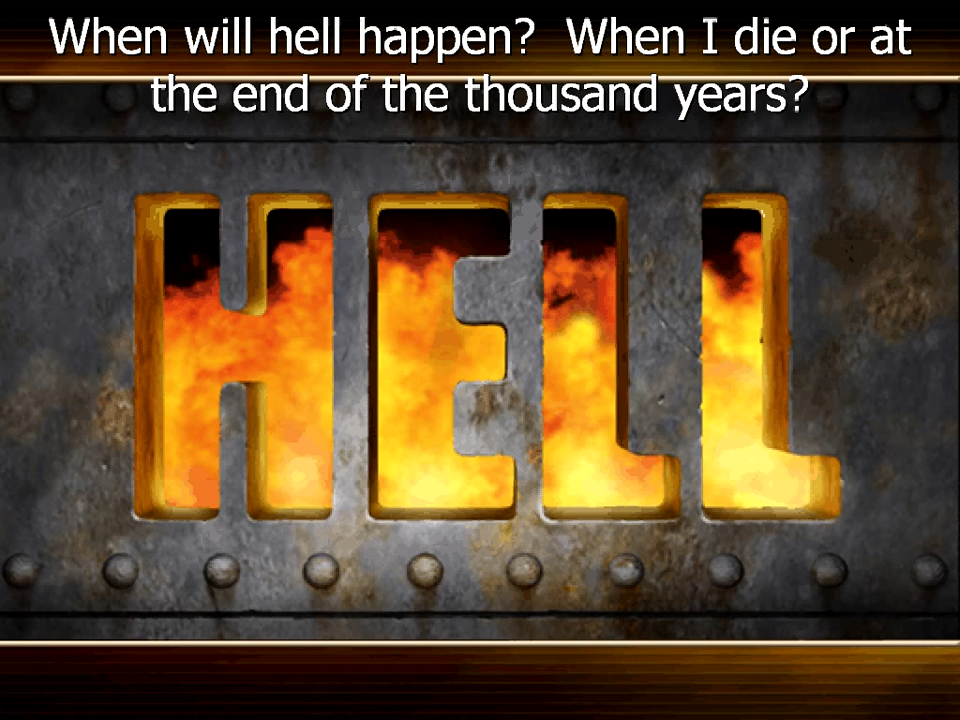 When will hell happen?  When I die or at
the end of the thousand years?
HELL